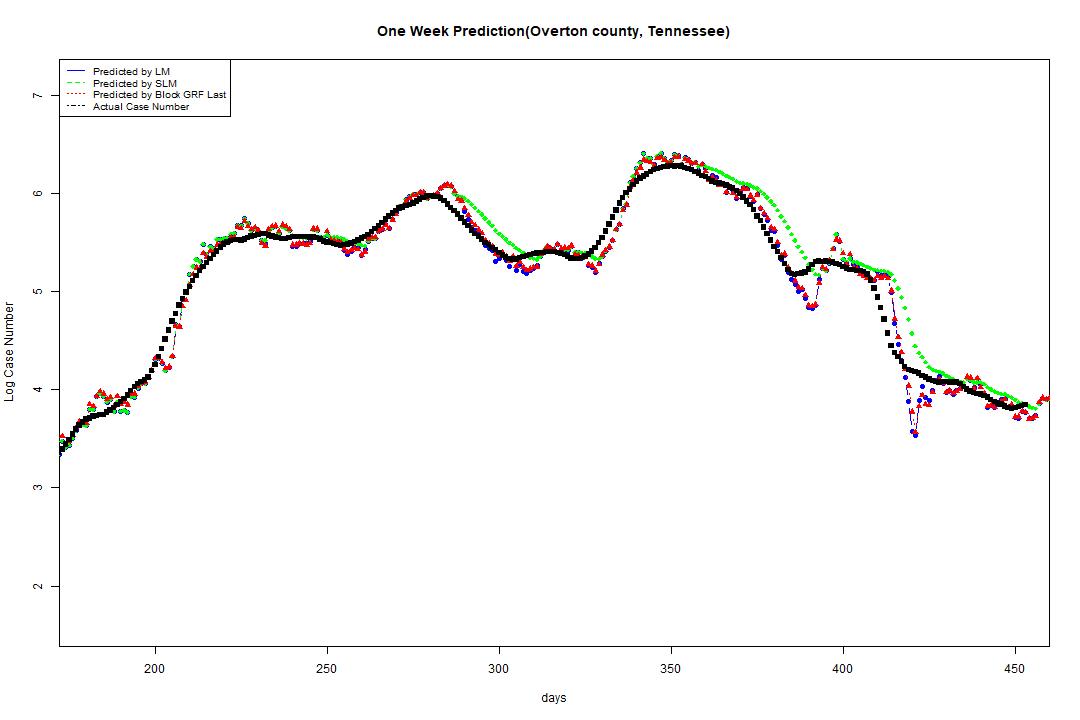 One Week Prediction(Overton county, Tennessee)
Predicted by LM
Predicted by SLM
Predicted by Block GRF Last
Actual Case Number
7
6
5
4
3
2
Log Case Number
200 250 300 350 400 450
days